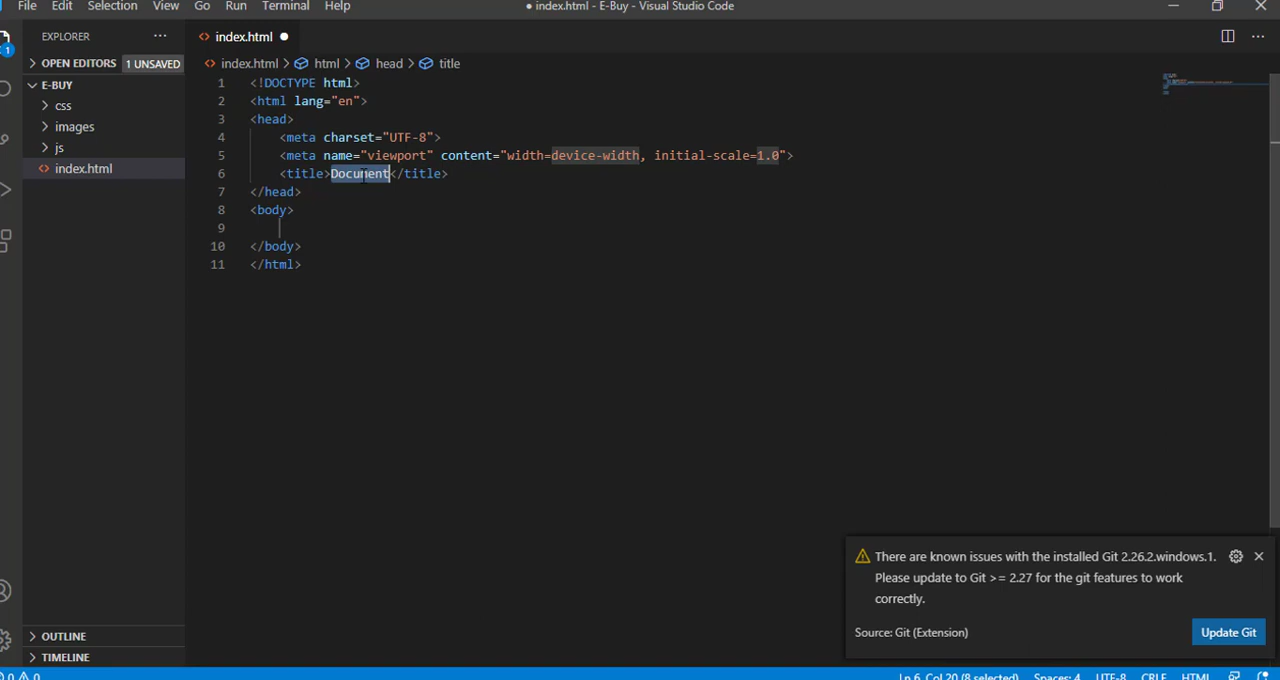 File Edit Selection View Go Run Terminal Help ● index.html - E-Buy - Visual Studio Code
EXPLORER ···
index.html ●
OPEN EDITORS 1 UNSAVED
index.html > html > head > title
E-BUY
css
images
js
index.html
1 <!DOCTYPE html>
2 <html lang="en">
3 <head>
4 <meta charset="UTF-8">
5 <meta name="viewport" content="width=device-width, initial-scale=1.0">
6 <title>Document</title>
7 </head>
8 <body>
9
10 </body>
11 </html>
1
There are known issues with the installed Git 2.26.2.windows.1.
Please update to Git >= 2.27 for the git features to work
correctly.
Source: Git (Extension)
Update Git
OUTLINE
TIMELINE
0 0 Ln 6, Col 20 (8 selected) Spaces: 4 UTF-8 CRLF HTML